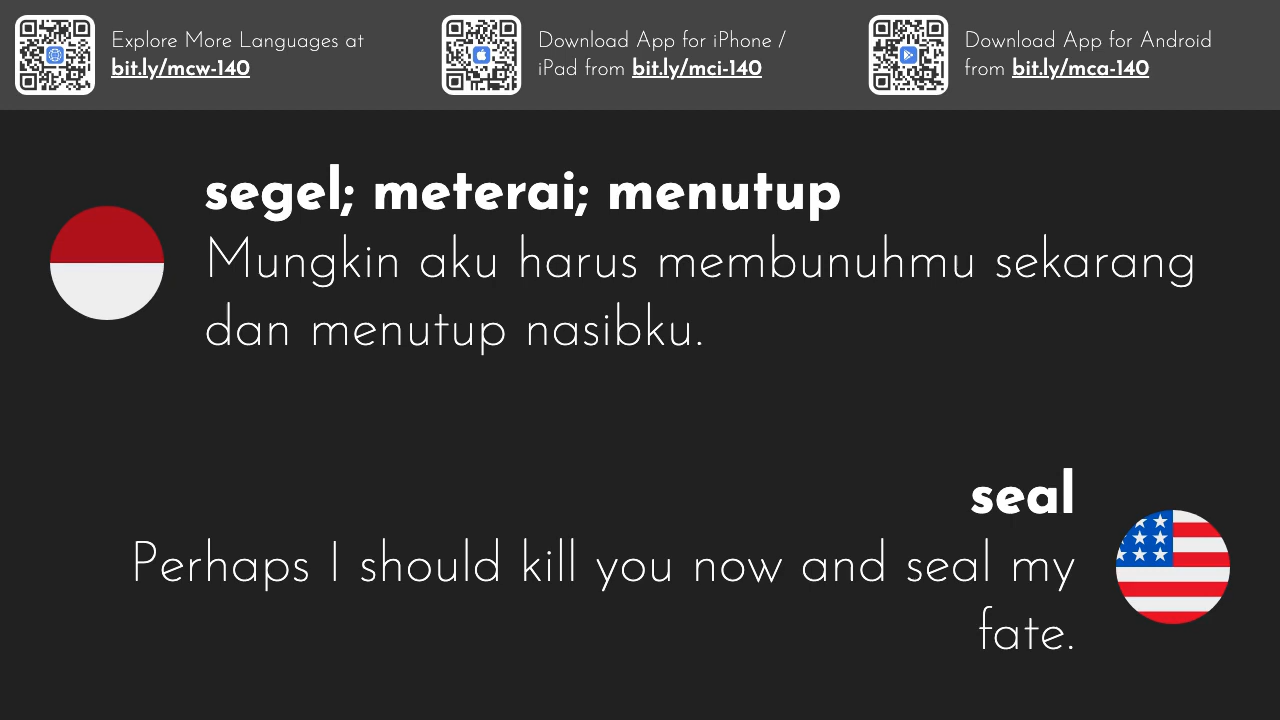 Explore More Languages at
bit.ly/mcw-140
Download App for iPhone /
iPad from bit.ly/mci-140
Download App for Android
from bit.ly/mca-140
segel; meterai; menutup
Mungkin aku harus membunuhmu sekarang
dan menutup nasibku.
seal
Perhaps I should kill you now and seal my
fate.